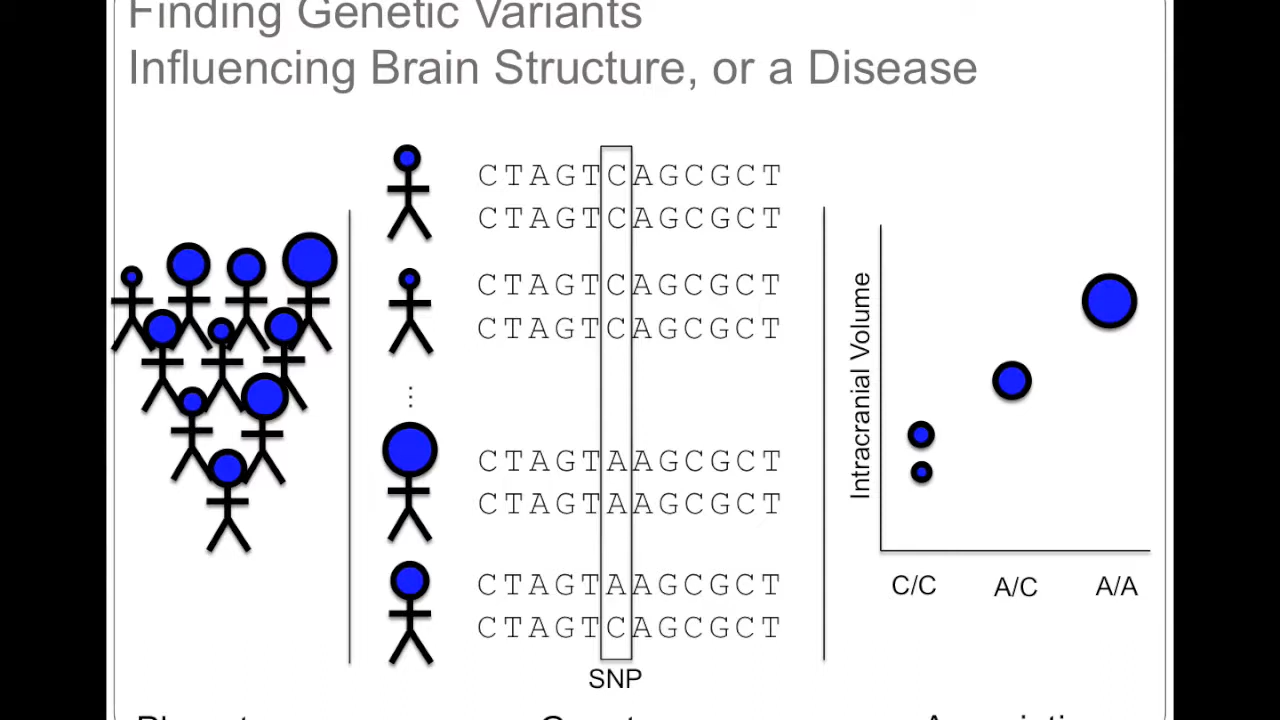 Finding Genetic Variants
Influencing Brain Structure, or a Disease
CTAGTCAGCGCT
CTAGTCAGCGCT
CTAGTCAGCGCT
CTAGTCAGCGCT
⋮
CTAGTAAGCGCT
CTAGTAAGCGCT
CTAGTAAGCGCT
CTAGTCAGCGCT
SNP
Intracranial Volume
C/C A/C A/A